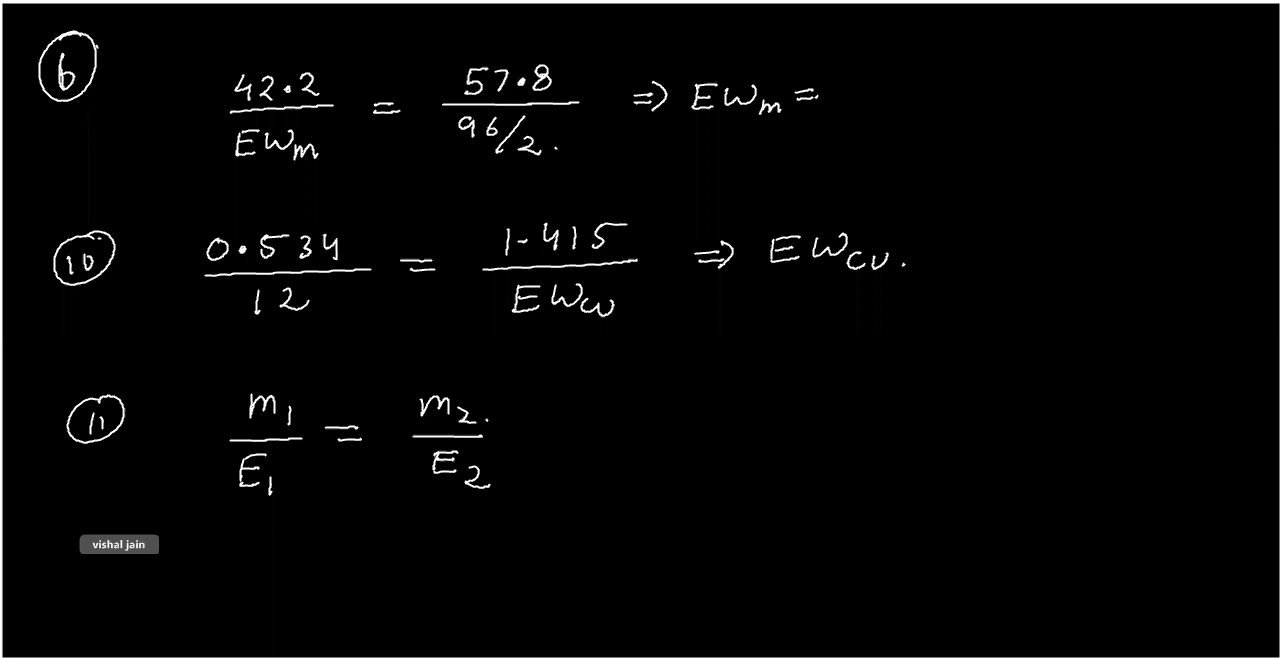 6
42.2 / EWm = 57.8 / 96/2. ⇒ EWm =
10
0.534 / 12 = 1.415 / EWcu ⇒ EWcu.
11
m1 / E1 = m2. / E2
vishal jain